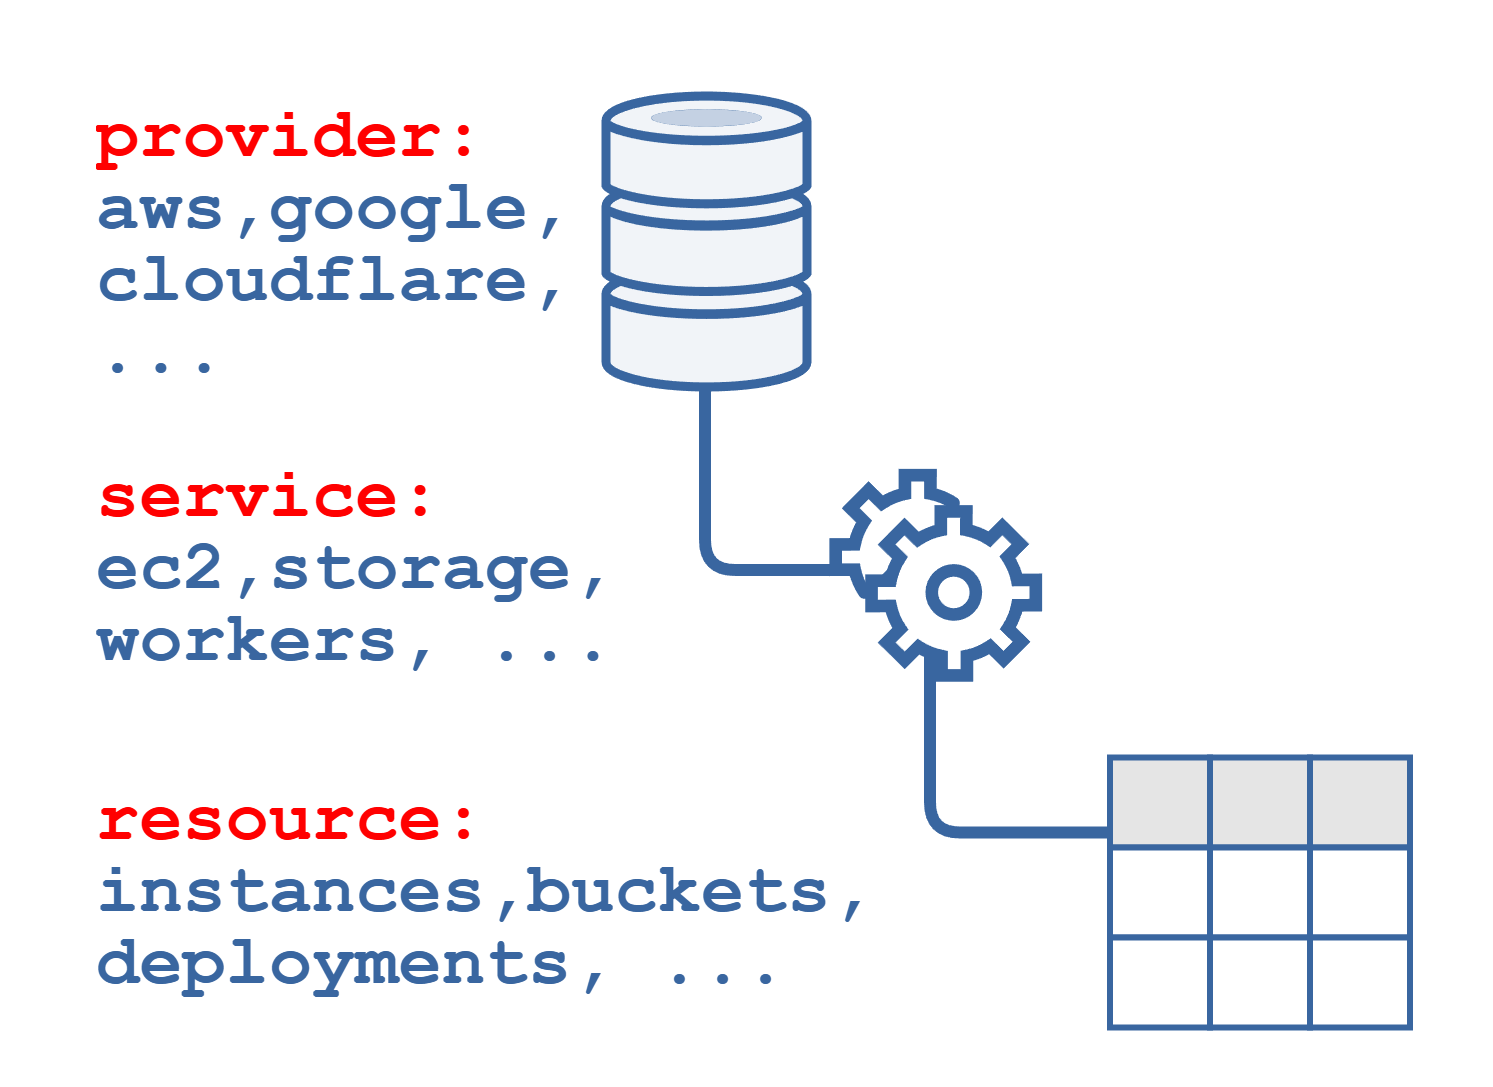 provider:
aws,google,
cloudflare,
...
service:
ec2,storage,
workers, ...
resource:
instances,buckets,
deployments, ...